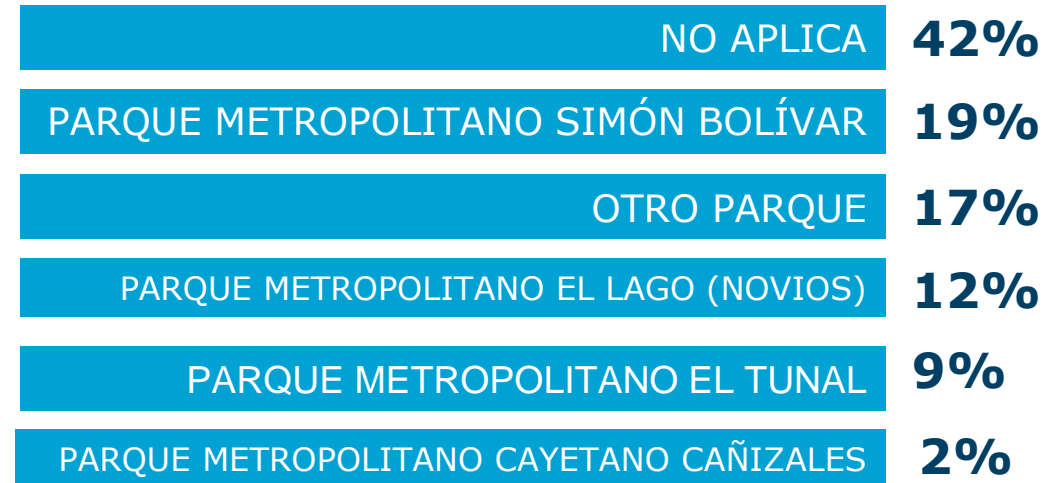 NO APLICA 42%
PARQUE METROPOLITANO SIMÓN BOLÍVAR 19%
OTRO PARQUE 17%
PARQUE METROPOLITANO EL LAGO (NOVIOS) 12%
PARQUE METROPOLITANO EL TUNAL 9%
PARQUE METROPOLITANO CAYETANO CAÑIZALES 2%